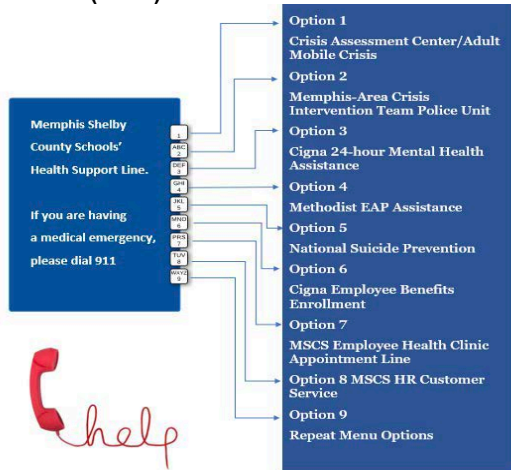 Memphis Shelby
County Schools'
Health Support Line.
If you are having
a medical emergency,
please dial 911
1
ABC
2
DEF
3
GHI
4
JKL
5
MNO
6
PRS
7
TUV
8
WXYZ
9
Option 1
Crisis Assessment Center/Adult
Mobile Crisis
Option 2
Memphis-Area Crisis
Intervention Team Police Unit
Option 3
Cigna 24-hour Mental Health
Assistance
Option 4
Methodist EAP Assistance
Option 5
National Suicide Prevention
Option 6
Cigna Employee Benefits
Enrollment
Option 7
MSCS Employee Health Clinic
Appointment Line
Option 8 MSCS HR Customer
Service
Option 9
Repeat Menu Options
help